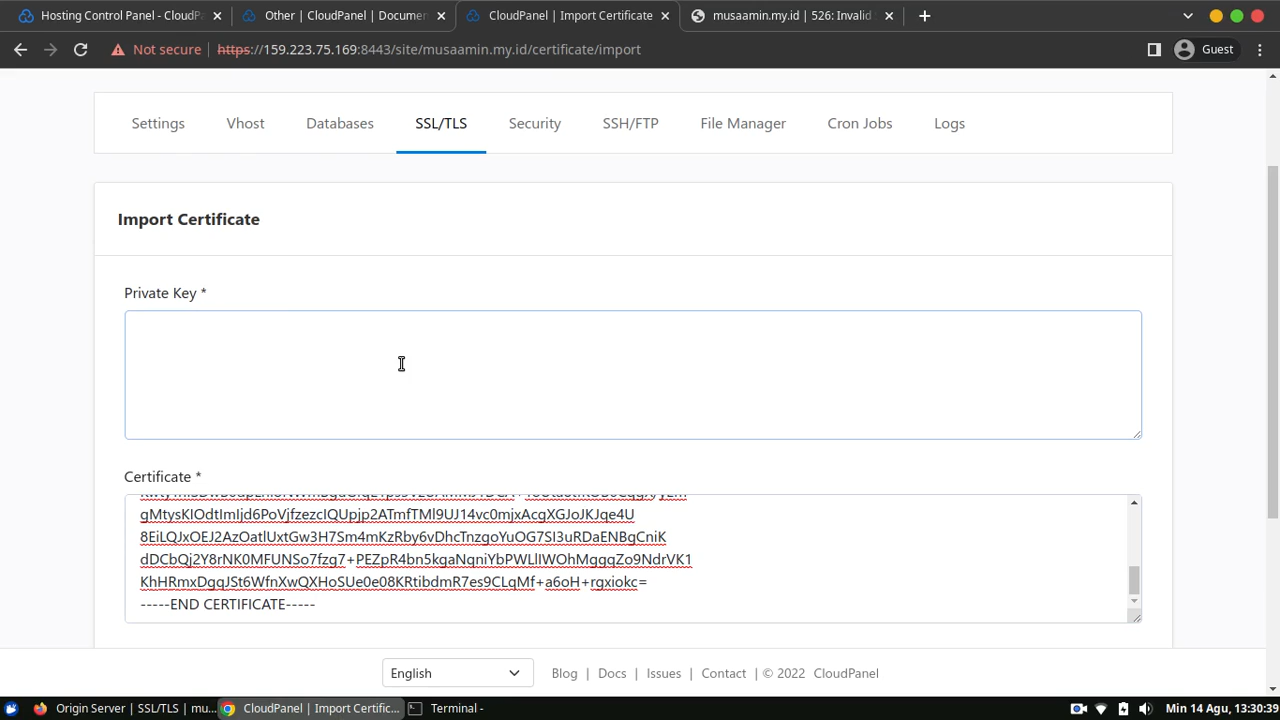 Hosting Control Panel - CloudP
Other | CloudPanel | Documen
CloudPanel | Import Certificate
musaamin.my.id | 526: Invalid
Not secure
https://159.223.75.169:8443/site/musaamin.my.id/certificate/import
Guest
Settings
Vhost
Databases
SSL/TLS
Security
SSH/FTP
File Manager
Cron Jobs
Logs
Import Certificate
Private Key *
Certificate *
gMtysKIOdtImIjd6PoVjfzezcIQUpjp2ATmfTMl9UJ14vc0mjxAcgXGJoJKJqe4U
8EiLQJxOEJ2AzOatlUxtGw3H7Sm4mKzRby6vDhcTnzgoYuOG7SI3uRDaENBgCniK
dDCbQj2Y8rNK0MFUNSo7fzg7+PEZpR4bn5kgaNqniYbPWLlIWOhMggqZo9NdrVK1
KhHRmxDgqJSt6WfnXwQXHoSUe0e08KRtibdmR7es9CLqMf+a6oH+rgxiokc=
-----END CERTIFICATE-----
English
Blog | Docs | Issues | Contact | © 2022 CloudPanel
Origin Server | SSL/TLS | mu...
CloudPanel | Import Certific...
Terminal -
Min 14 Agu, 13:30:39